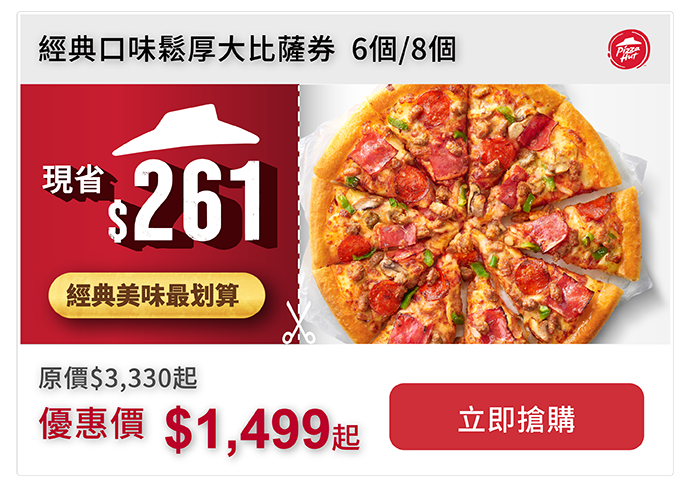 經典口味鬆厚大比薩券 6個/8個
Pizza
Hut
現省
$261
經典美味最划算
原價$3,330起
優惠價 $1,499起
立即搶購